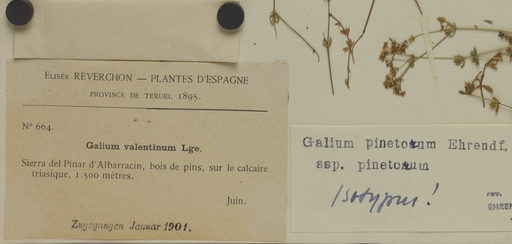 Elisée REVERCHON — PLANTES D'ESPAGNE
PROVINCE DE TERUEL 1895.
N° 664.
Galium valentinum Lge.
Sierra del Pinar d'Albarracin, bois de pins, sur le calcaire
triasique, 1.500 mètres.
Juin.
Zugegangen Januar 1901.
Galium pinetorum Ehrendf.
ssp. pinetorum
Isotypus!
rev.
EHREN